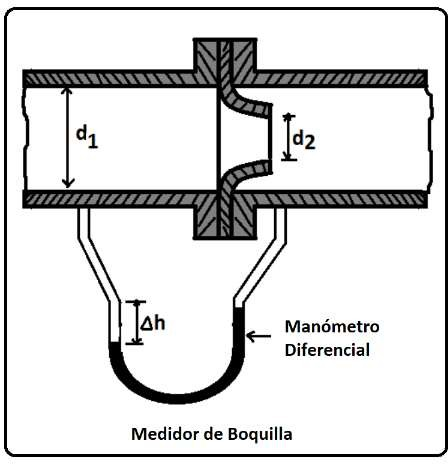 d1
d2
Δh
Manómetro
Diferencial
Medidor de Boquilla